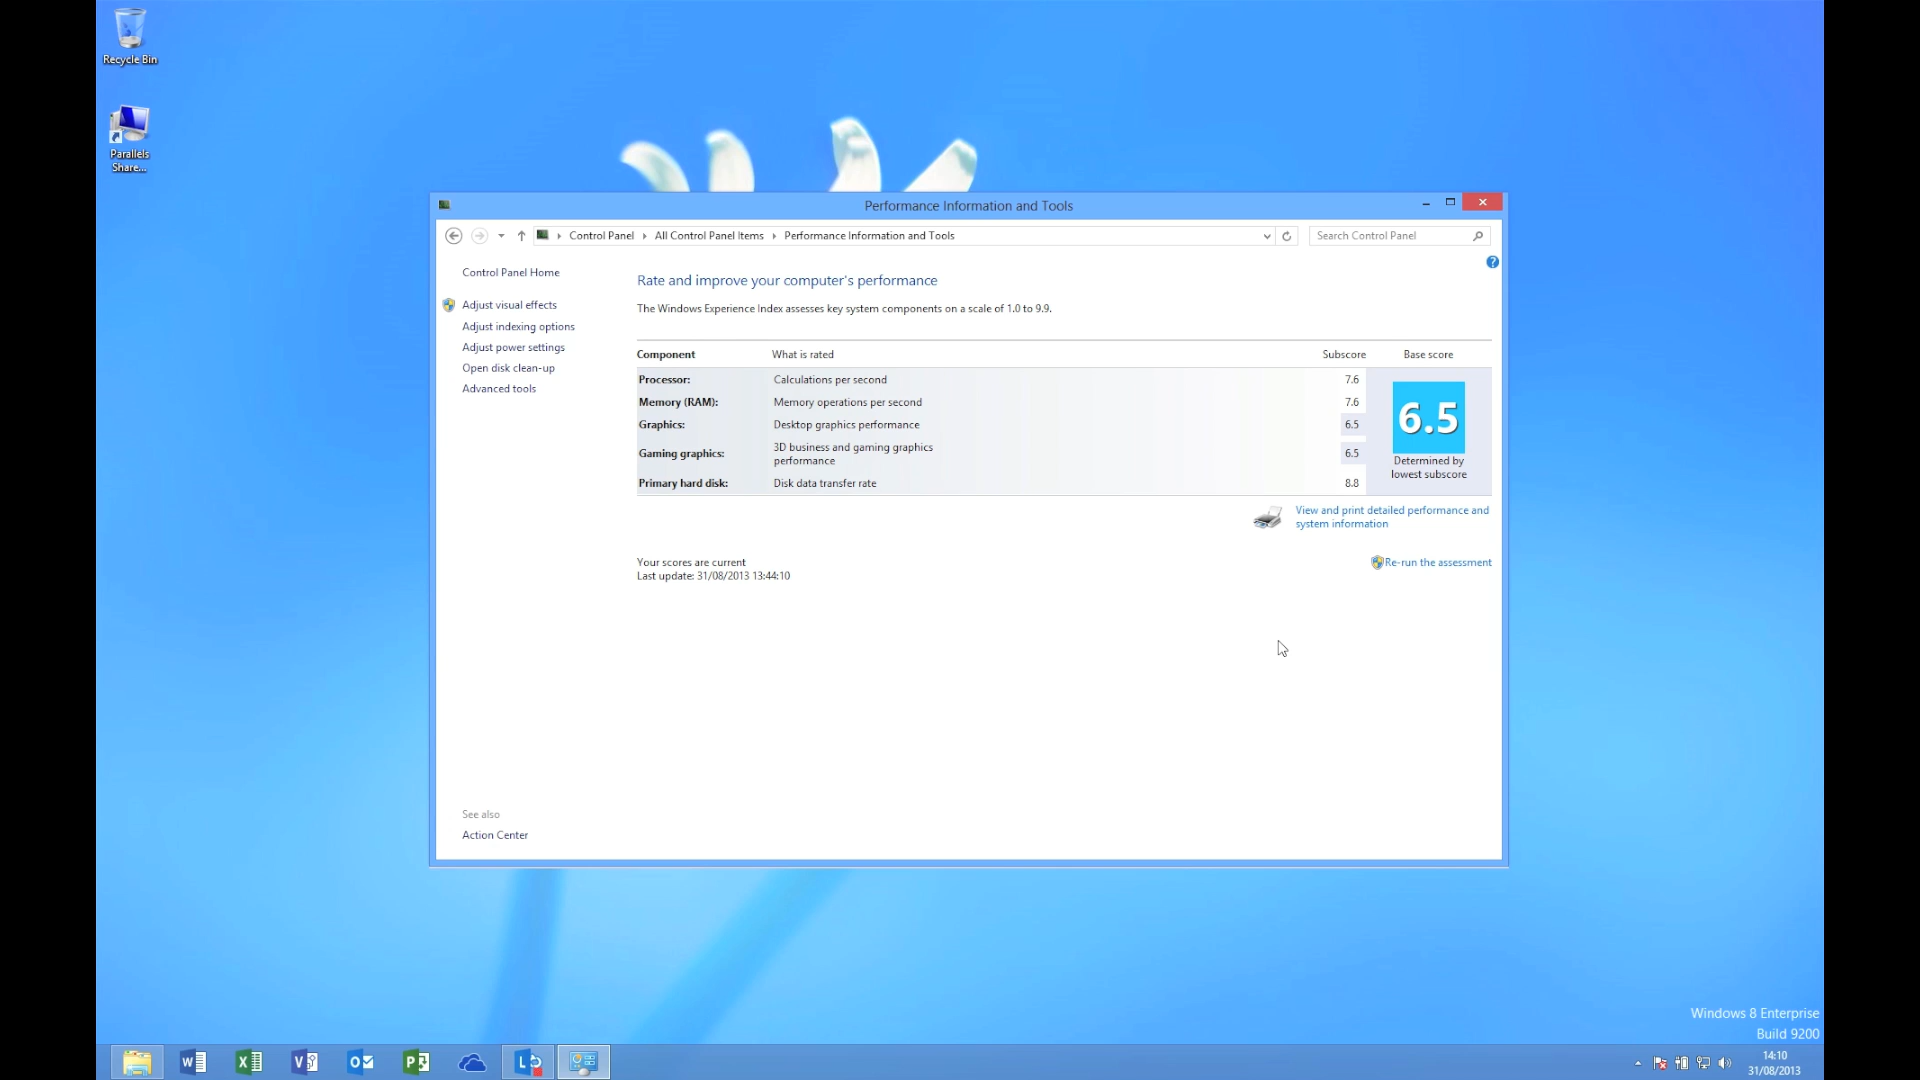 Recycle Bin
Parallels
Share...
Performance Information and Tools
Control Panel
All Control Panel Items
Performance Information and Tools
Search Control Panel
Control Panel Home
Adjust visual effects
Adjust indexing options
Adjust power settings
Open disk clean-up
Advanced tools
Rate and improve your computer's performance
The Windows Experience Index assesses key system components on a scale of 1.0 to 9.9.
Component What is rated Subscore Base score
Processor: Calculations per second 7.6
Memory (RAM): Memory operations per second 7.6
Graphics: Desktop graphics performance 6.5
Gaming graphics: 3D business and gaming graphics
performance 6.5
Primary hard disk: Disk data transfer rate 8.8
6.5
Determined by
lowest subscore
View and print detailed performance and
system information
Your scores are current
Last update: 31/08/2013 13:44:10
Re-run the assessment
See also
Action Center
Windows 8 Enterprise
Build 9200
14:10
31/08/2013